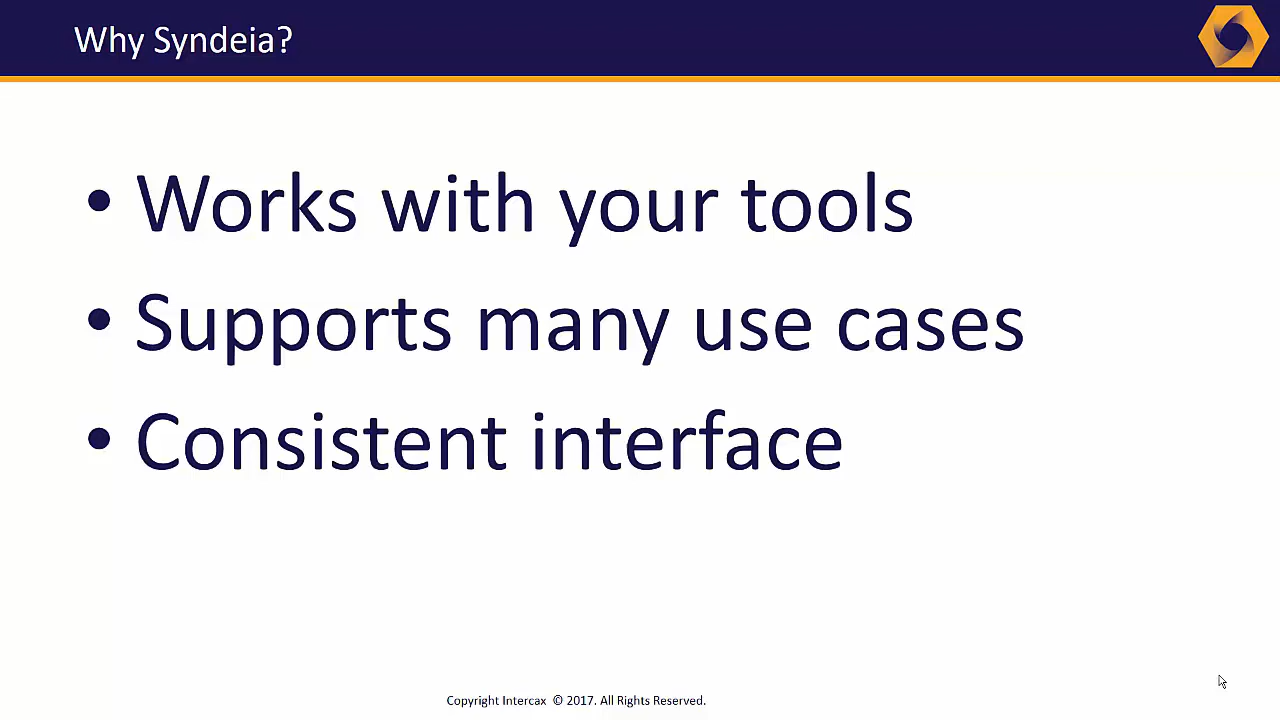 Why Syndeia?
• Works with your tools
• Supports many use cases
• Consistent interface
Copyright Intercax © 2017. All Rights Reserved.